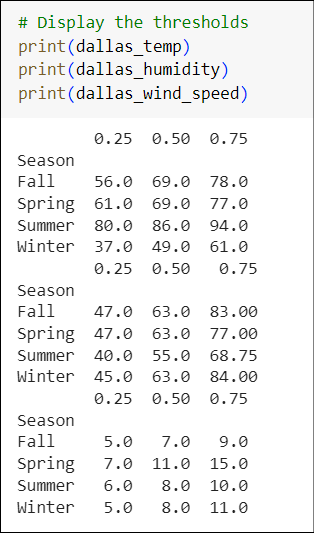 # Display the thresholds
print(dallas_temp)
print(dallas_humidity)
print(dallas_wind_speed)
0.25 0.50 0.75
Season
Fall 56.0 69.0 78.0
Spring 61.0 69.0 77.0
Summer 80.0 86.0 94.0
Winter 37.0 49.0 61.0
0.25 0.50 0.75
Season
Fall 47.0 63.0 83.00
Spring 47.0 63.0 77.00
Summer 40.0 55.0 68.75
Winter 45.0 63.0 84.00
0.25 0.50 0.75
Season
Fall 5.0 7.0 9.0
Spring 7.0 11.0 15.0
Summer 6.0 8.0 10.0
Winter 5.0 8.0 11.0